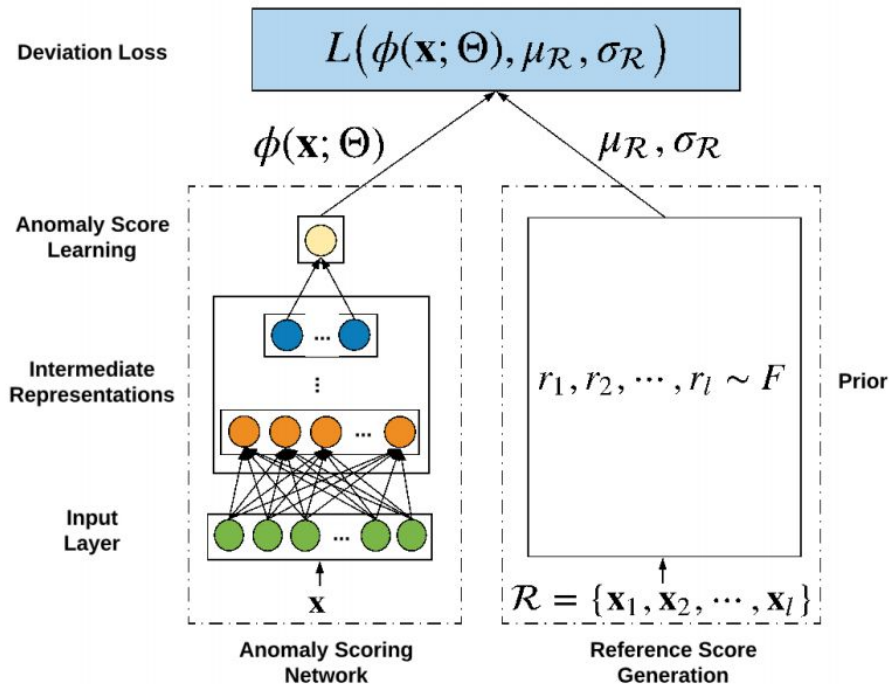 Deviation Loss
L(ϕ(x; Θ), μ_R, σ_R)
ϕ(x; Θ)
μ_R, σ_R
Anomaly Score
Learning
...
Intermediate
Representations
⋮
r_1, r_2, ⋯, r_l ∼ F
Prior
...
Input
Layer
...
x
R = {x_1, x_2, ⋯, x_l}
Anomaly Scoring
Network
Reference Score
Generation